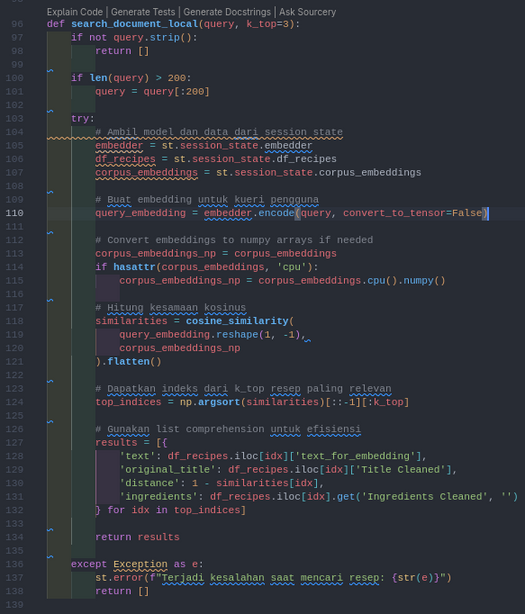 Explain Code | Generate Tests | Generate Docstrings | Ask Sourcery
96 def search_document_local(query, k_top=3):
97     if not query.strip():
98         return []
99
100     if len(query) > 200:
101         query = query[:200]
102
103     try:
104         # Ambil model dan data dari session state
105         embedder = st.session_state.embedder
106         df_recipes = st.session_state.df_recipes
107         corpus_embeddings = st.session_state.corpus_embeddings
108
109         # Buat embedding untuk kueri pengguna
110         query_embedding = embedder.encode(query, convert_to_tensor=False)
111
112         # Convert embeddings to numpy arrays if needed
113         corpus_embeddings_np = corpus_embeddings
114         if hasattr(corpus_embeddings, 'cpu'):
115             corpus_embeddings_np = corpus_embeddings.cpu().numpy()
116
117         # Hitung kesamaan kosinus
118         similarities = cosine_similarity(
119             query_embedding.reshape(1, -1),
120             corpus_embeddings_np
121         ).flatten()
122
123         # Dapatkan indeks dari k_top resep paling relevan
124         top_indices = np.argsort(similarities)[::-1][:k_top]
125
126         # Gunakan list comprehension untuk efisiensi
127         results = [{
128             'text': df_recipes.iloc[idx]['text_for_embedding'],
129             'original_title': df_recipes.iloc[idx]['Title Cleaned'],
130             'distance': 1 - similarities[idx],
131             'ingredients': df_recipes.iloc[idx].get('Ingredients Cleaned', '')
132         } for idx in top_indices]
133
134         return results
135
136     except Exception as e:
137         st.error(f"Terjadi kesalahan saat mencari resep: {str(e)}")
138         return []
139